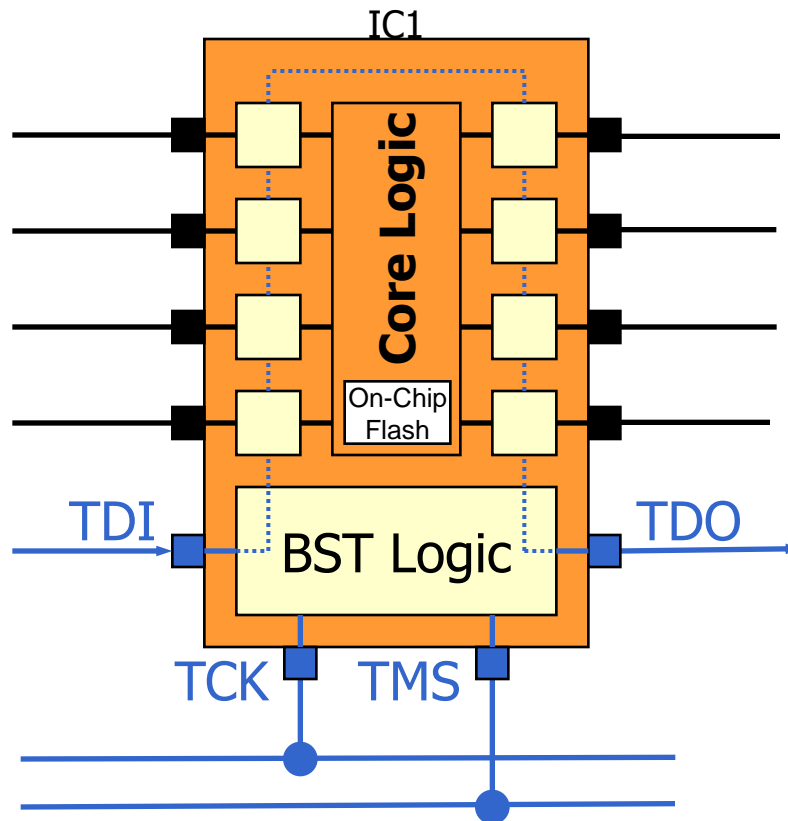 IC1
Core Logic
On-Chip
Flash
TDI
BST Logic
TDO
TCK
TMS